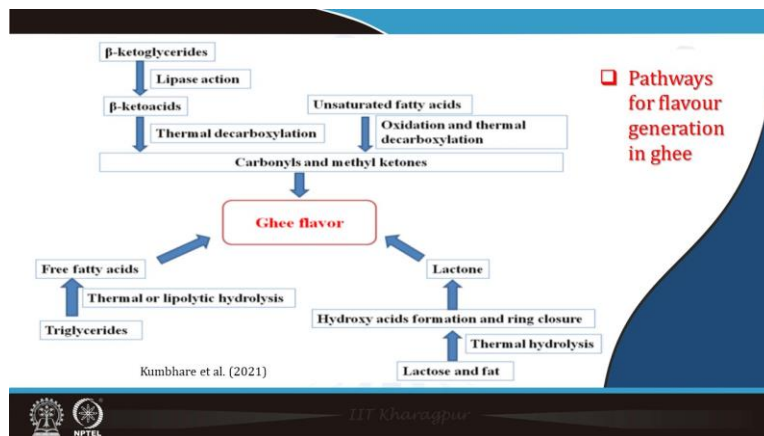 β-ketoglycerides
Lipase action
β-ketoacids
Thermal decarboxylation
Unsaturated fatty acids
Oxidation and thermal
decarboxylation
Carbonyls and methyl ketones
Ghee flavor
Free fatty acids
Thermal or lipolytic hydrolysis
Triglycerides
Lactone
Hydroxy acids formation and ring closure
Thermal hydrolysis
Lactose and fat
Kumbhare et al. (2021)
Pathways
for flavour
generation
in ghee
IIT Kharagpur
NPTEL